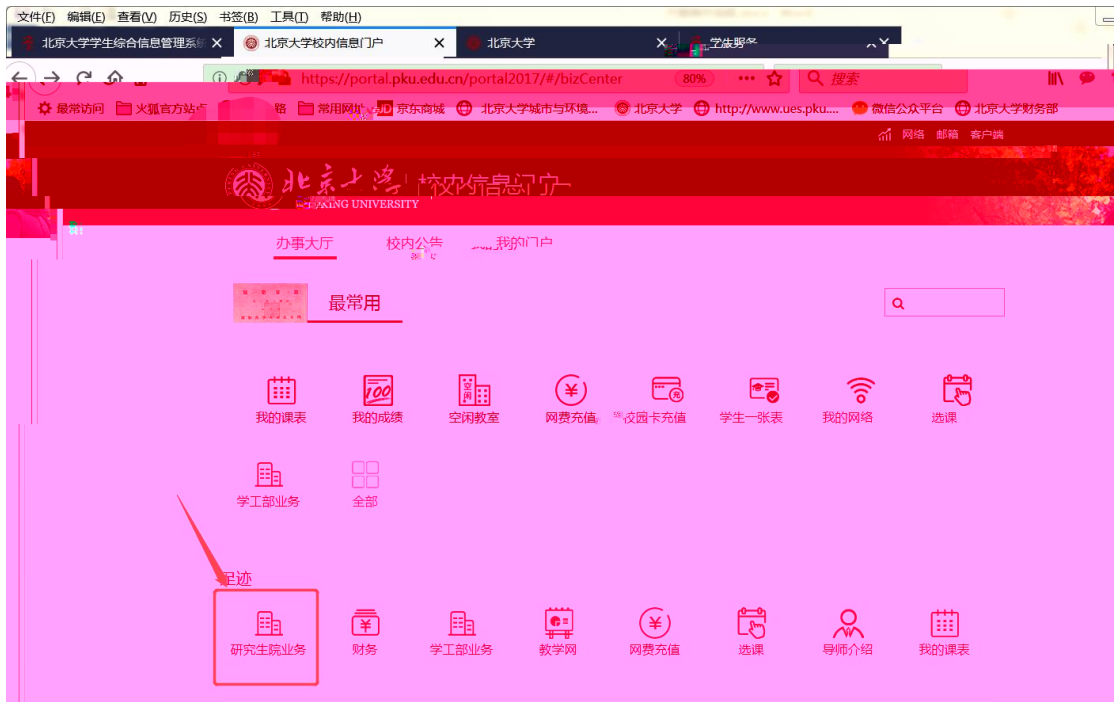 文件(F) 编辑(E) 查看(V) 历史(S) 书签(B) 工具(T) 帮助(H)
北京大学学生综合信息管理系统 北京大学校内信息门户 北京大学
https://portal.pku.edu.cn/portal2017/#/bizCenter 80% 搜索
最常访问 火狐官方站点 常用网址 JD 京东商城 北京大学城市与环境... 北京大学 http://www.ues.pku.... 微信公众平台 北京大学财务部
网络 邮箱 客户端
北京大学 校内信息门户
PEKING UNIVERSITY
办事大厅 校内公告 我的门户
最常用
我的课表 我的成绩 空闲教室 网费充值 校园卡充值 学生一张表 我的网络 选课
学工部业务 全部
足迹
研究生院业务 财务 学工部业务 教学网 网费充值 选课 导师介绍 我的课表